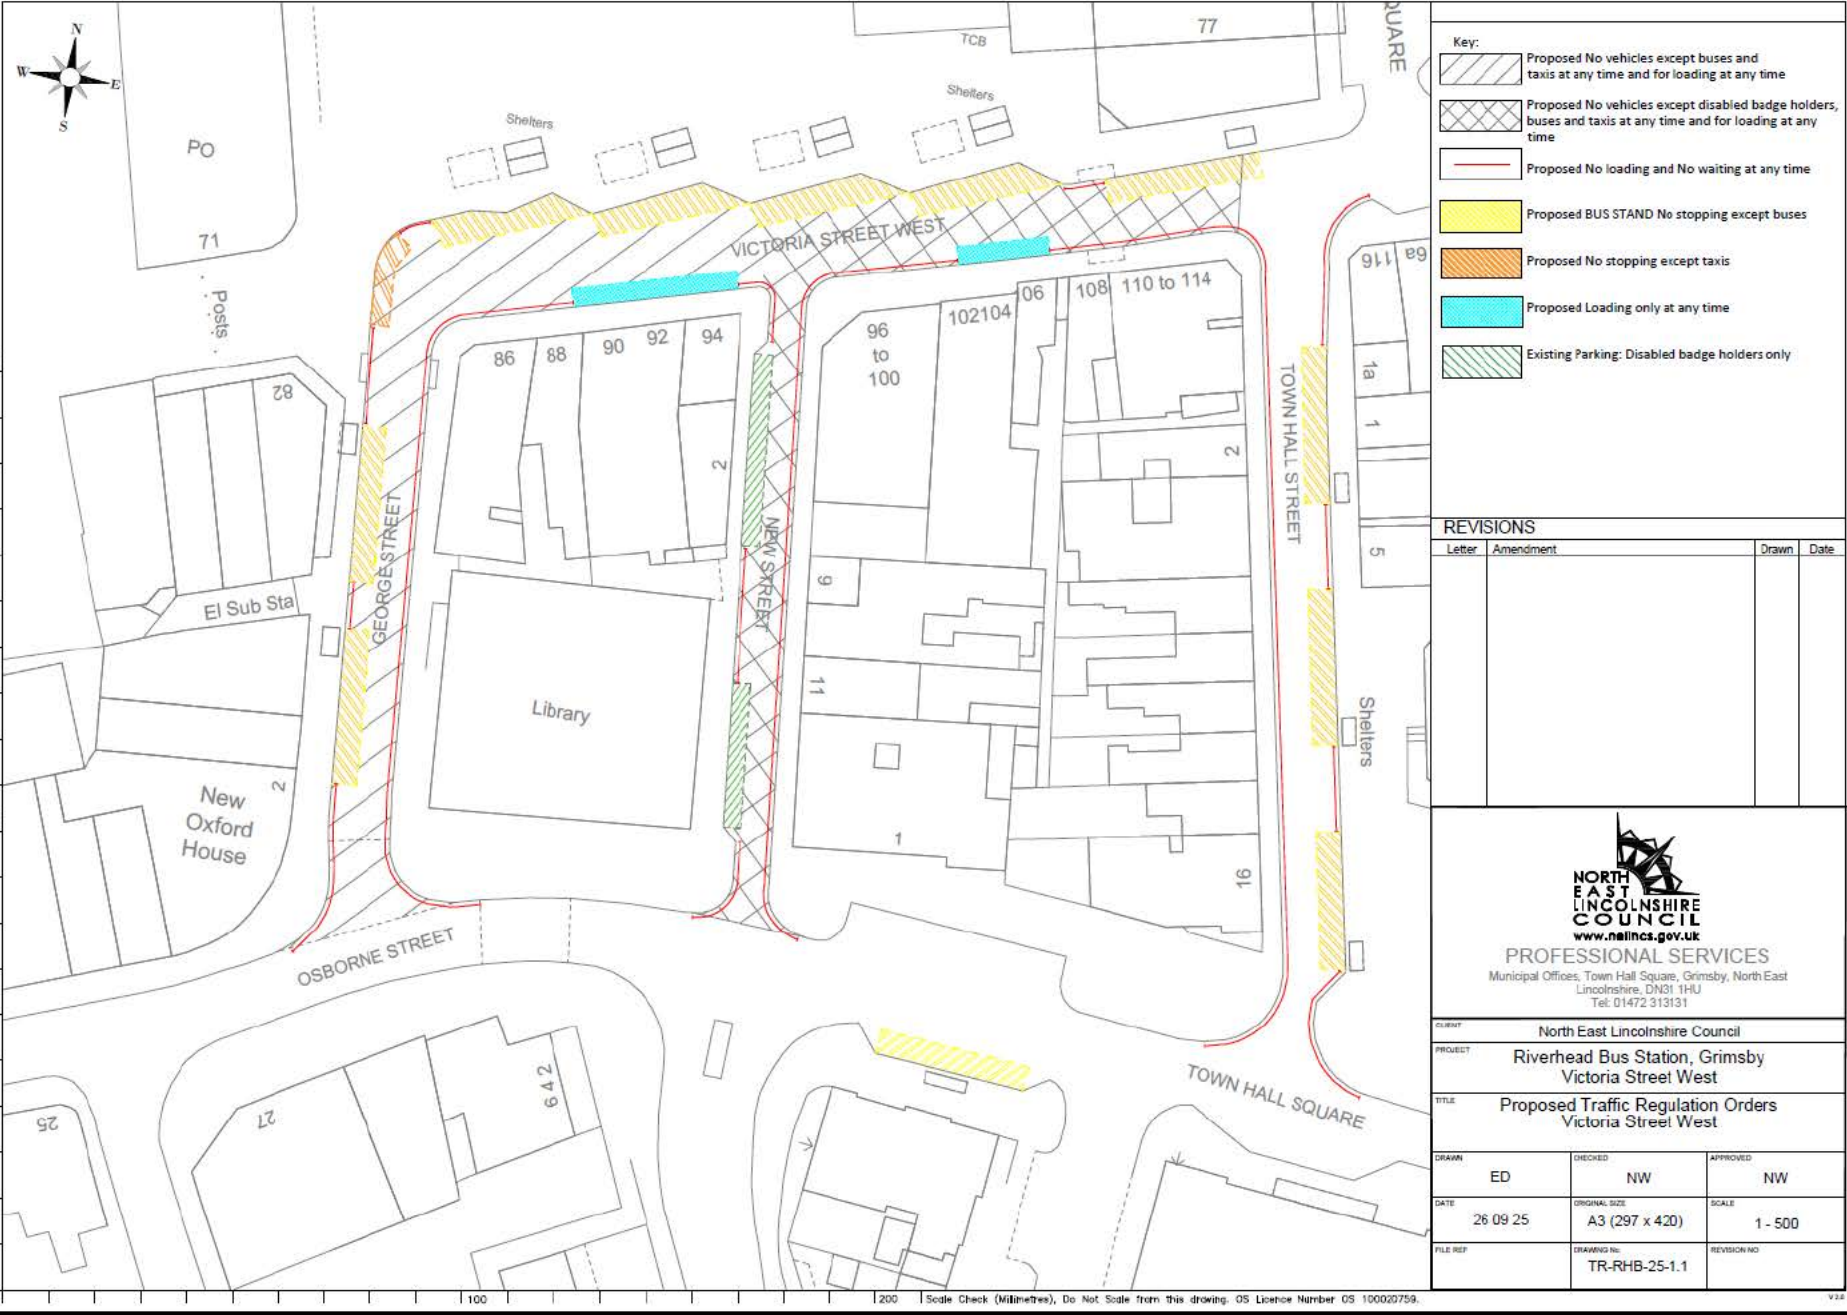 N
W
E
S
PO
71
Posts
82
Shelters
TCB
Shelters
77
QUARE
VICTORIA STREET WEST
86
88
90
92
94
2
96
to
100
102104
06
108
110 to 114
2
116
6a
1a
1
5
TOWN HALL STREET
GEORGE STREET
NEW STREET
El Sub Sta
6
11
Library
New
Oxford
House
2
1
16
Shelters
OSBORNE STREET
TOWN HALL SQUARE
25
27
6 4 2
100
200
Scale Check (Millimetres), Do Not Scale from this drawing. OS Licence Number OS 100020759.
Key:
Proposed No vehicles except buses and
taxis at any time and for loading at any time
Proposed No vehicles except disabled badge holders,
buses and taxis at any time and for loading at any
time
Proposed No loading and No waiting at any time
Proposed BUS STAND No stopping except buses
Proposed No stopping except taxis
Proposed Loading only at any time
Existing Parking: Disabled badge holders only
REVISIONS
Letter Amendment Drawn Date
NORTH
EAST
LINCOLNSHIRE
COUNCIL
www.nelincs.gov.uk
PROFESSIONAL SERVICES
Municipal Offices, Town Hall Square, Grimsby, North East
Lincolnshire, DN31 1HU
Tel: 01472 313131
CLIENT
North East Lincolnshire Council
PROJECT
Riverhead Bus Station, Grimsby
Victoria Street West
TITLE
Proposed Traffic Regulation Orders
Victoria Street West
DRAWN CHECKED APPROVED
ED NW NW
DATE ORIGINAL SIZE SCALE
26 09 25 A3 (297 x 420) 1 - 500
FILE REF DRAWING No. REVISION NO
TR-RHB-25-1.1